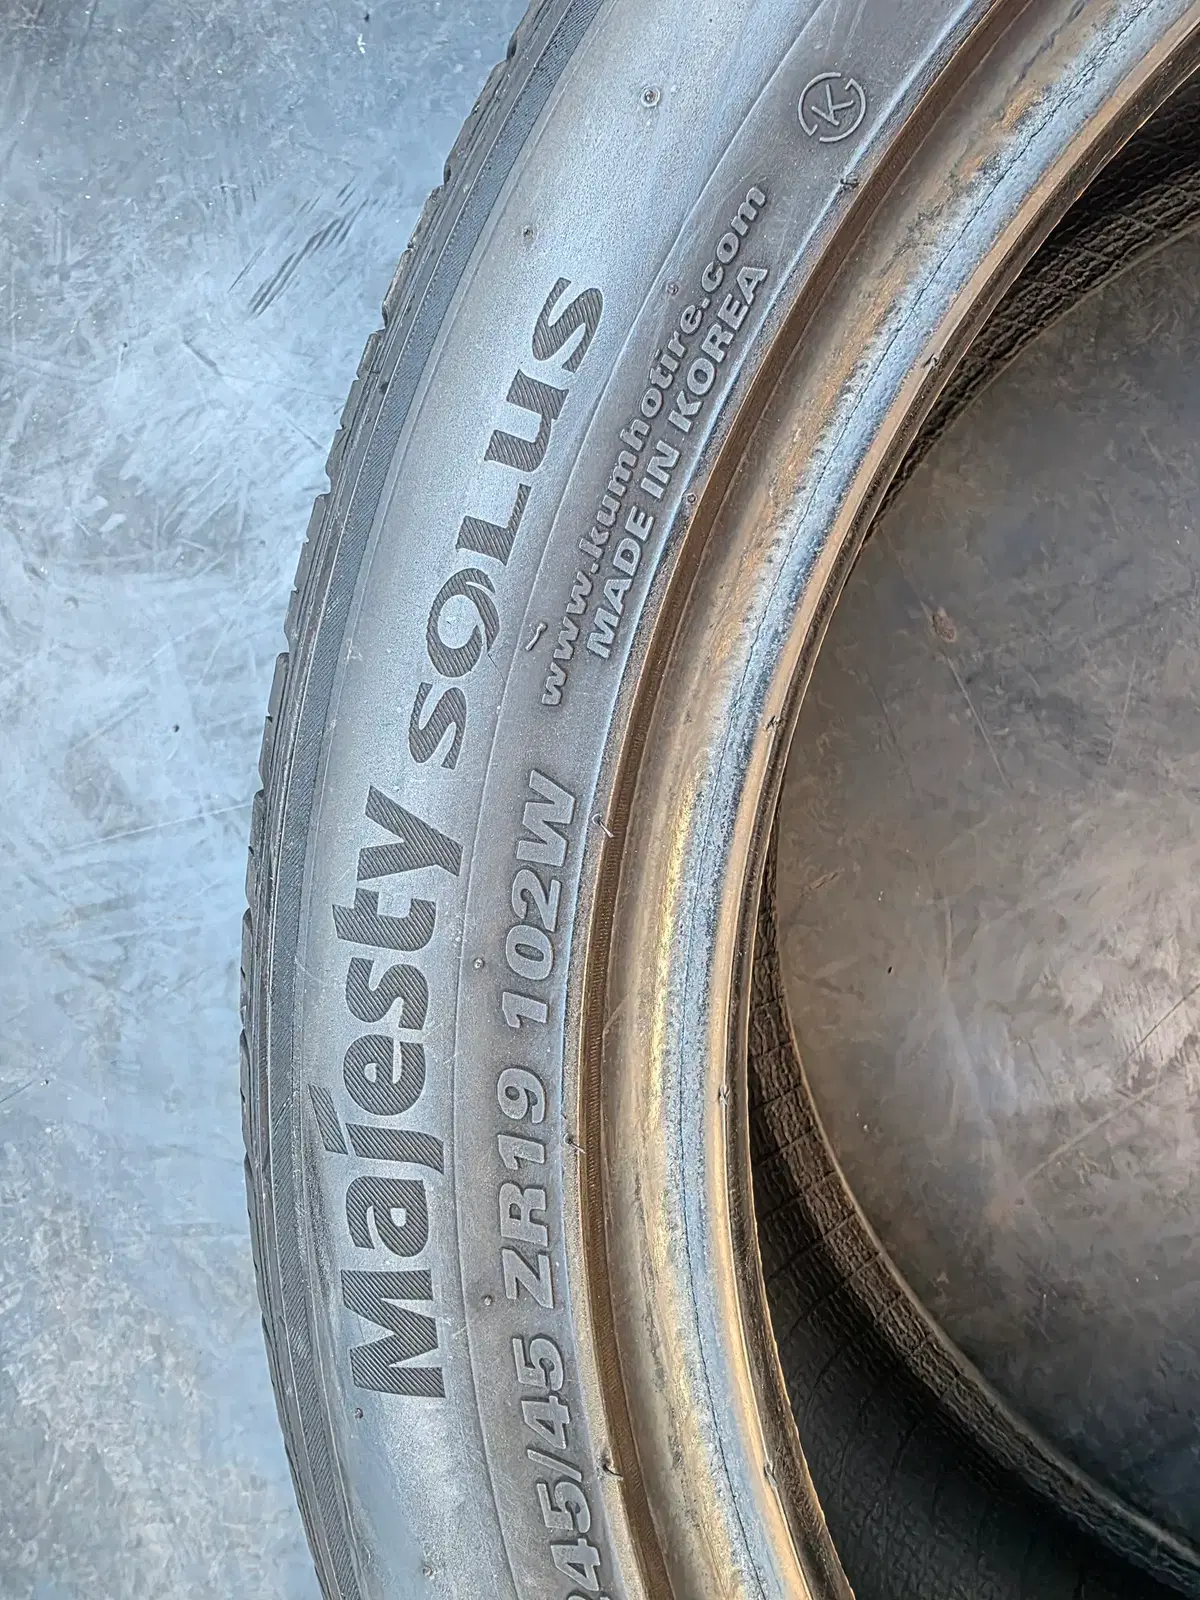 Majesty SOLUS
245/45 ZR19 102W
www.kumhotire.com
MADE IN KOREA
K